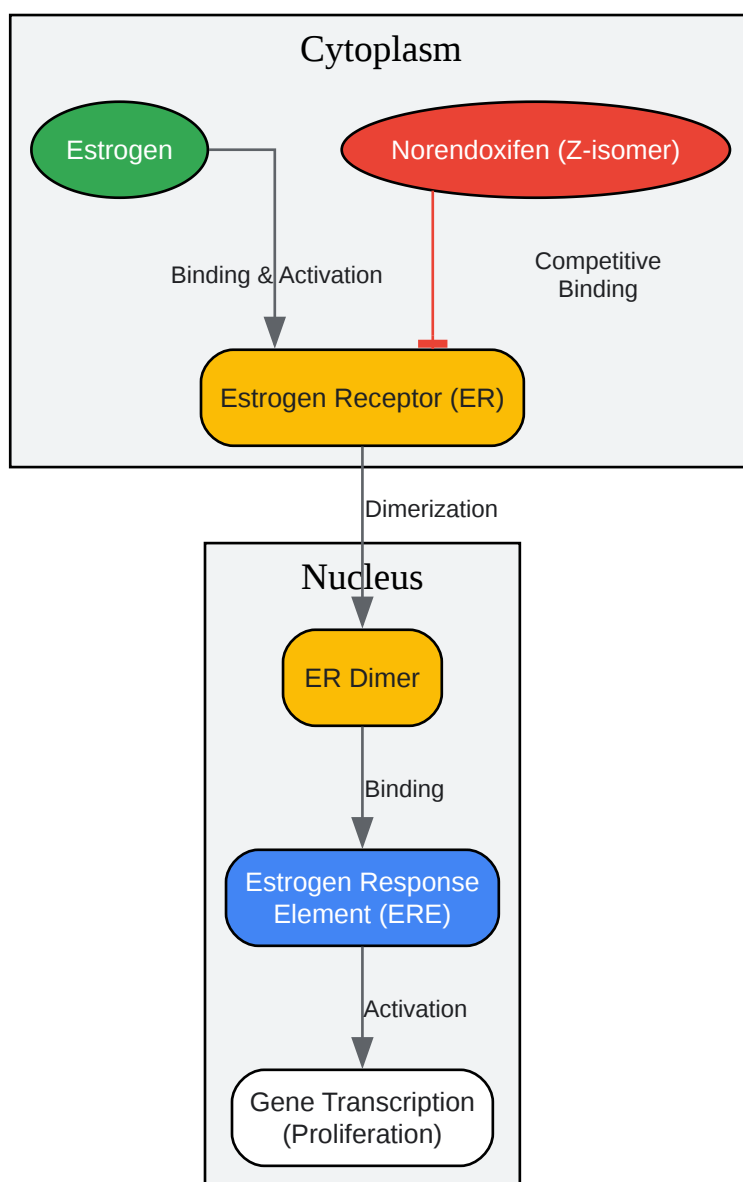 Cytoplasm
Estrogen
Norendoxifen (Z-isomer)
Binding & Activation
Competitive
Binding
Estrogen Receptor (ER)
Dimerization
Nucleus
ER Dimer
Binding
Estrogen Response
Element (ERE)
Activation
Gene Transcription
(Proliferation)